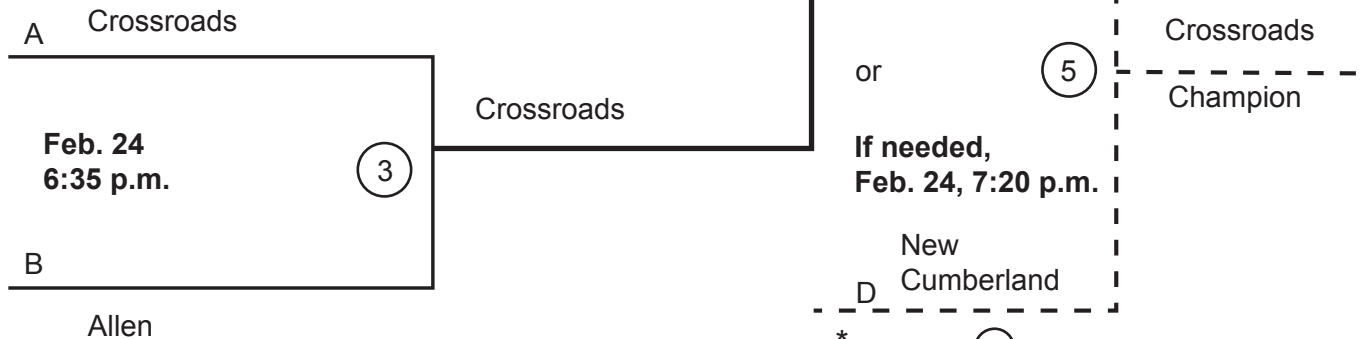 A
Crossroads
Feb. 24
6:35 p.m.
3
B
Allen
Crossroads
or
5
If needed,
Feb. 24, 7:20 p.m.
New
Cumberland
D
*
Crossroads
Champion